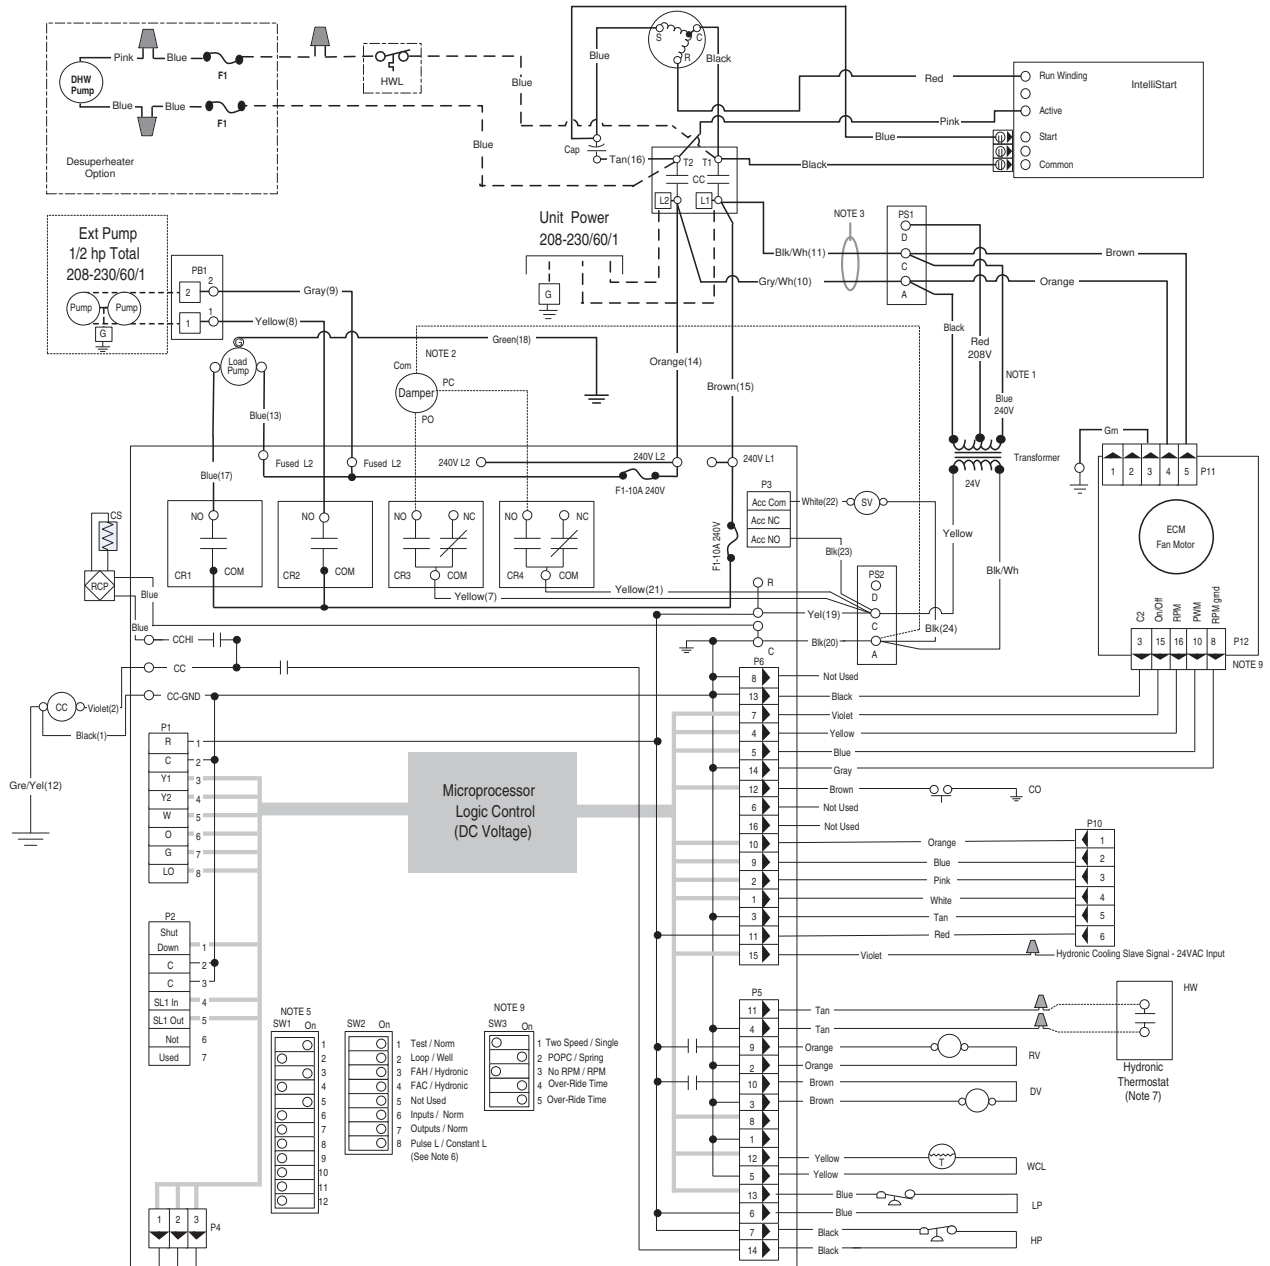 Pink
Blue
F1
DHW
Pump
Blue
Blue
F1
Desuperheater
Option
HWL
Blue
Blue
Blue
Cap
Tan(16)
S
C
R
Black
T2
T1
CC
L2
L1
Red
Pink
Blue
Black
Run Winding
IntelliStart
Active
Start
Common
Ext Pump
1/2 hp Total
208-230/60/1
Pump
Pump
G
PB1
2
2
1
1
Gray(9)
Yellow(8)
Unit Power
208-230/60/1
G
NOTE 3
Blk/Wh(11)
Gry/Wh(10)
PS1
D
C
A
Brown
Orange
Black
Red
208V
NOTE 1
Blue
240V
G
Load
Pump
Green(18)
NOTE 2
Com
PC
Damper
PO
Orange(14)
Brown(15)
Blue(13)
Blue(17)
Fused L2
Fused L2
240V L2
240V L2
240V L1
F1-10A 240V
F1-10A 240V
Transformer
24V
Gm
1
2
3
4
5
P11
ECM
Fan Motor
C2
On/Off
RPM
PWM
RPM gmd
3
15
16
10
8
P12
NOTE 9
NO
COM
CR1
NO
COM
CR2
NO
NC
CR3
COM
NO
NC
CR4
COM
P3
Acc Com
Acc NC
Acc NO
White(22)
SV
Blk(23)
Yellow
Blk/Wh
CS
RCP
Blue
Blue
Yellow(7)
Yellow(21)
R
C
Yel(19)
Blk(20)
PS2
D
C
A
Blk(24)
CCHI
CC
CC-GND
CC
Violet(2)
Black(1)
Gre/Yel(12)
P1
R 1
C 2
Y1 3
Y2 4
W 5
O 6
G 7
LO 8
Microprocessor
Logic Control
(DC Voltage)
P2
Shut
Down 1
C 2
C 3
SL1 In 4
SL1 Out 5
Not 6
Used 7
P6
8 Not Used
13 Black
7 Violet
4 Yellow
5 Blue
14 Gray
12 Brown CO
6 Not Used
16 Not Used
10 Orange
9 Blue
2 Pink
1 White
3 Tan
11 Red
15 Violet
P10
1
2
3
4
5
6
Hydronic Cooling Slave Signal - 24VAC Input
NOTE 5
SW1 On
1
2
3
4
5
6
7
8
9
10
11
12
SW2 On
1 Test / Norm
2 Loop / Well
3 FAH / Hydronic
4 FAC / Hydronic
5 Not Used
6 Inputs / Norm
7 Outputs / Norm
8 Pulse L / Constant L
(See Note 6)
NOTE 9
SW3 On
1 Two Speed / Single
2 POPC / Spring
3 No RPM / RPM
4 Over-Ride Time
5 Over-Ride Time
P5
11 Tan
4 Tan
9 Orange
2 Orange
10 Brown
3 Brown
8
1
12 Yellow
5 Yellow
13 Blue
6 Blue
7 Black
14 Black
RV
DV
T
WCL
LP
HP
HW
Hydronic
Thermostat
(Note 7)
1
2
3
P4